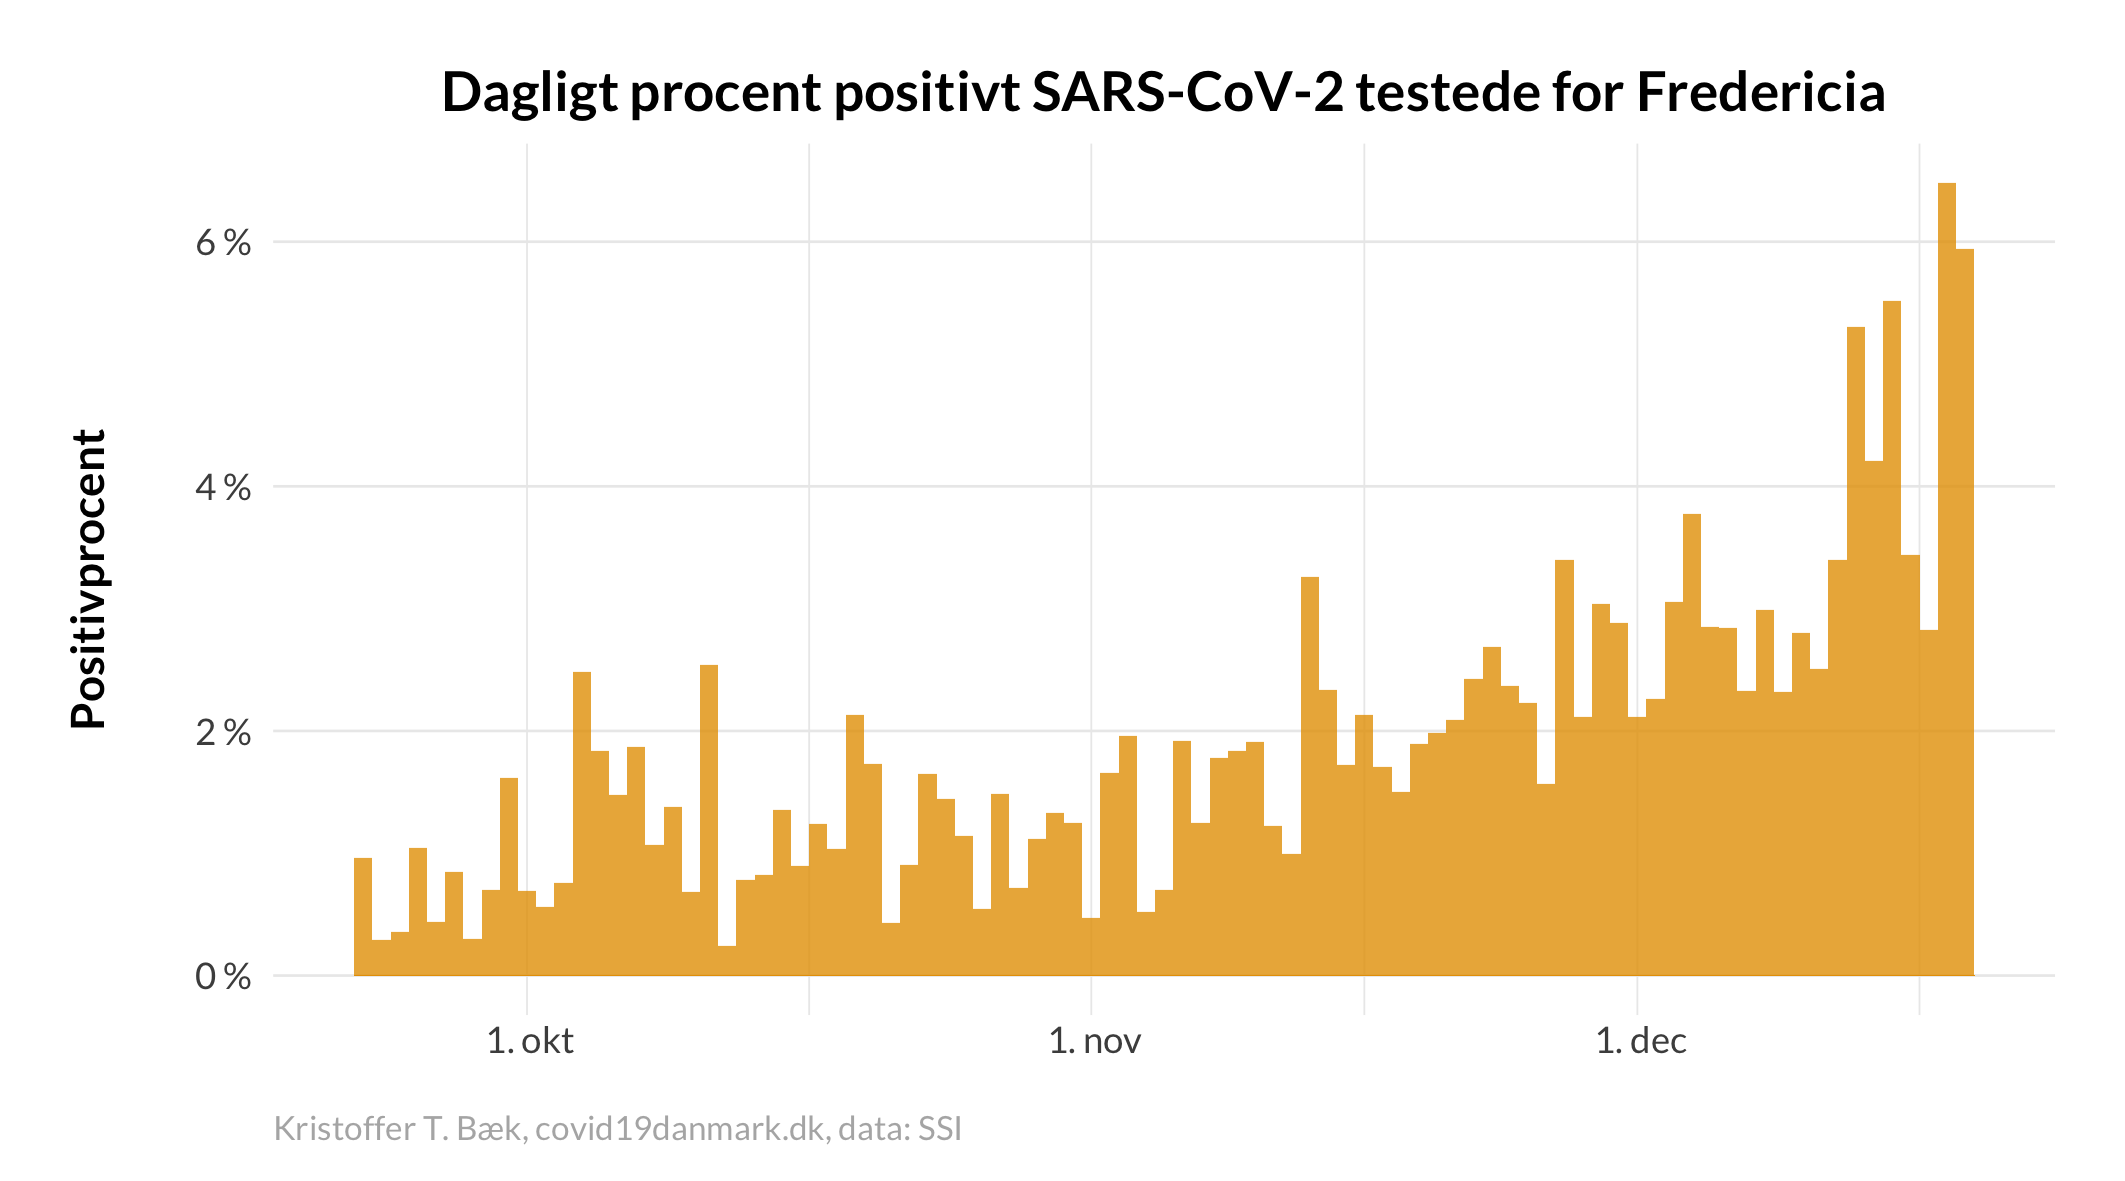 Dagligt procent positivt SARS-CoV-2 testede for Fredericia
Positivprocent
6 %
4 %
2 %
0 %
1. okt
1. nov
1. dec
Kristoffer T. Bæk, covid19danmark.dk, data: SSI